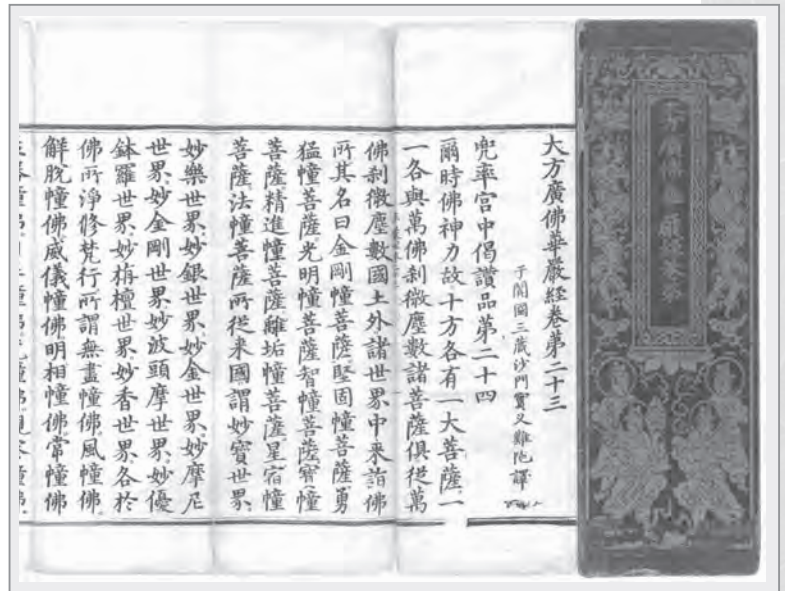 大方廣佛華嚴經卷第二十三
于闐國三藏沙門實叉難陀譯
兜率宮中偈讚品第二十四
爾時佛神力故十方各有一大菩薩一
一各與萬佛剎微塵數諸菩薩俱從萬
佛剎微塵數國土外諸世界中來詣佛
所其名曰金剛幢菩薩堅固幢菩薩勇
猛幢菩薩光明幢菩薩智幢菩薩寶幢
菩薩精進幢菩薩離垢幢菩薩星宿幢
菩薩法幢菩薩所從來國謂妙寶世界
妙樂世界妙銀世界妙金世界妙摩尼
世界妙金剛世界妙波頭摩世界妙優
鉢羅世界妙栴檀世界妙香世界各於
佛所淨修梵行所謂無盡幢佛風幢佛
解脫幢佛威儀幢佛明相幢佛常幢佛